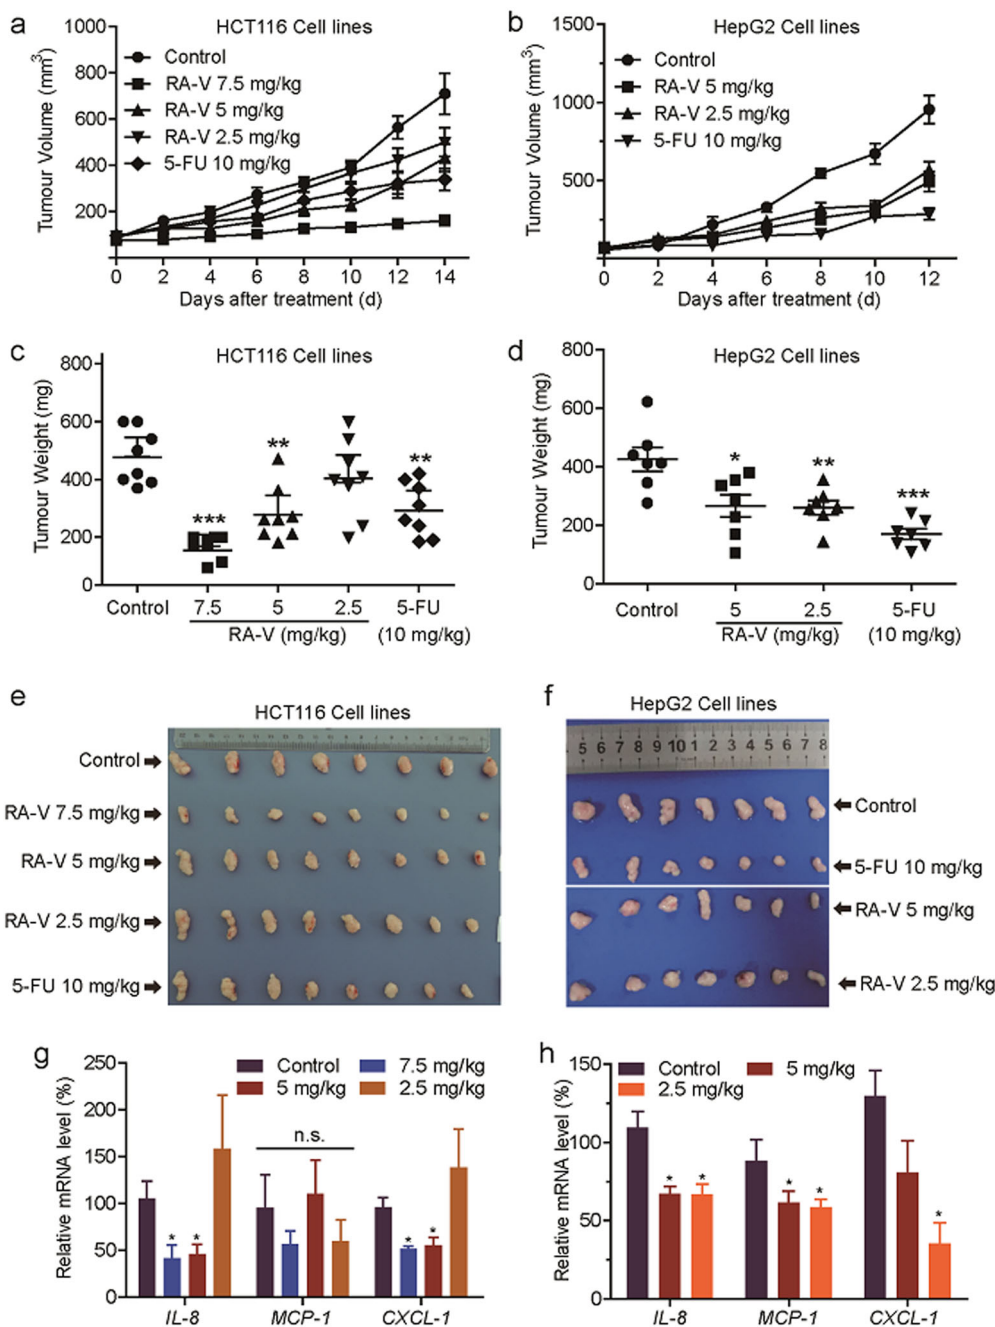 a
HCT116 Cell lines
1000
800
600
400
200
Tumour Volume (mm3)
Control
RA-V 7.5 mg/kg
RA-V 5 mg/kg
RA-V 2.5 mg/kg
5-FU 10 mg/kg
0 2 4 6 8 10 12 14
Days after treatment (d)
b
HepG2 Cell lines
1500
1000
500
Tumour Volume (mm3)
Control
RA-V 5 mg/kg
RA-V 2.5 mg/kg
5-FU 10 mg/kg
0 2 4 6 8 10 12
Days after treatment (d)
c
HCT116 Cell lines
800
600
400
200
0
Tumour Weight (mg)
***
**
**
Control 7.5 5 2.5 5-FU
RA-V (mg/kg) (10 mg/kg)
d
HepG2 Cell lines
800
600
400
200
0
Tumour Weight (mg)
*
**
***
Control 5 2.5 5-FU
RA-V (mg/kg) (10 mg/kg)
e
HCT116 Cell lines
Control
RA-V 7.5 mg/kg
RA-V 5 mg/kg
RA-V 2.5 mg/kg
5-FU 10 mg/kg
f
HepG2 Cell lines
5 6 7 8 9 10 1 2 3 4 5 6 7 8
Control
5-FU 10 mg/kg
RA-V 5 mg/kg
RA-V 2.5 mg/kg
g
250
200
150
100
50
0
Relative mRNA level (%)
Control 7.5 mg/kg
5 mg/kg 2.5 mg/kg
n.s.
* * * *
IL-8 MCP-1 CXCL-1
h
150
100
50
0
Relative mRNA level (%)
Control 5 mg/kg
2.5 mg/kg
* * * * *
IL-8 MCP-1 CXCL-1